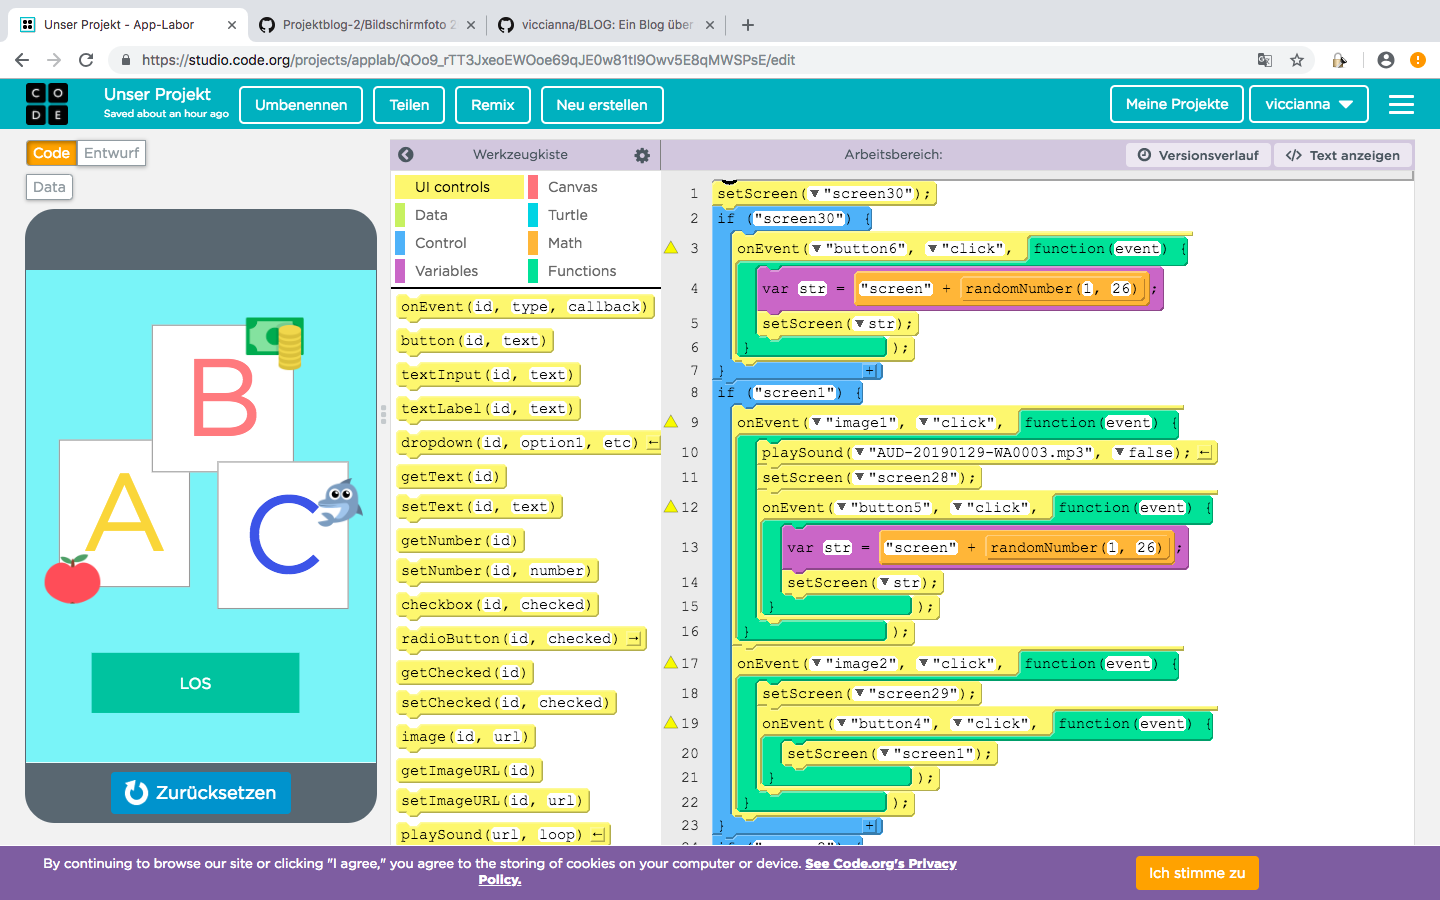 Unser Projekt - App-Labor
Projektblog-2/Bildschirmfoto 2
viccianna/BLOG: Ein Blog über
https://studio.code.org/projects/applab/QOo9_rTT3JxeoEWOoe69qJE0w81tI9Owv5E8qMWSPsE/edit
C O
D E
Unser Projekt
Saved about an hour ago
Umbenennen
Teilen
Remix
Neu erstellen
Meine Projekte
viccianna
Code
Entwurf
Data
Werkzeugkiste
Arbeitsbereich:
Versionsverlauf
</> Text anzeigen
UI controls
Canvas
Data
Turtle
Control
Math
Variables
Functions
onEvent(id, type, callback)
button(id, text)
textInput(id, text)
textLabel(id, text)
dropdown(id, option1, etc)
getText(id)
setText(id, text)
getNumber(id)
setNumber(id, number)
checkbox(id, checked)
radioButton(id, checked)
getChecked(id)
setChecked(id, checked)
image(id, url)
getImageURL(id)
setImageURL(id, url)
playSound(url, loop)
B
A
C
LOS
Zurücksetzen
1 setScreen("screen30");
2 if ("screen30") {
3 onEvent("button6", "click", function(event) {
4 var str = "screen" + randomNumber(1, 26);
5 setScreen(str);
6 } );
7 }
8 if ("screen1") {
9 onEvent("image1", "click", function(event) {
10 playSound("AUD-20190129-WA0003.mp3", false);
11 setScreen("screen28");
12 onEvent("button5", "click", function(event) {
13 var str = "screen" + randomNumber(1, 26);
14 setScreen(str);
15 } );
16 } );
17 onEvent("image2", "click", function(event) {
18 setScreen("screen29");
19 onEvent("button4", "click", function(event) {
20 setScreen("screen1");
21 } );
22 } );
23 }
By continuing to browse our site or clicking "I agree," you agree to the storing of cookies on your computer or device. See Code.org's Privacy
Policy.
Ich stimme zu